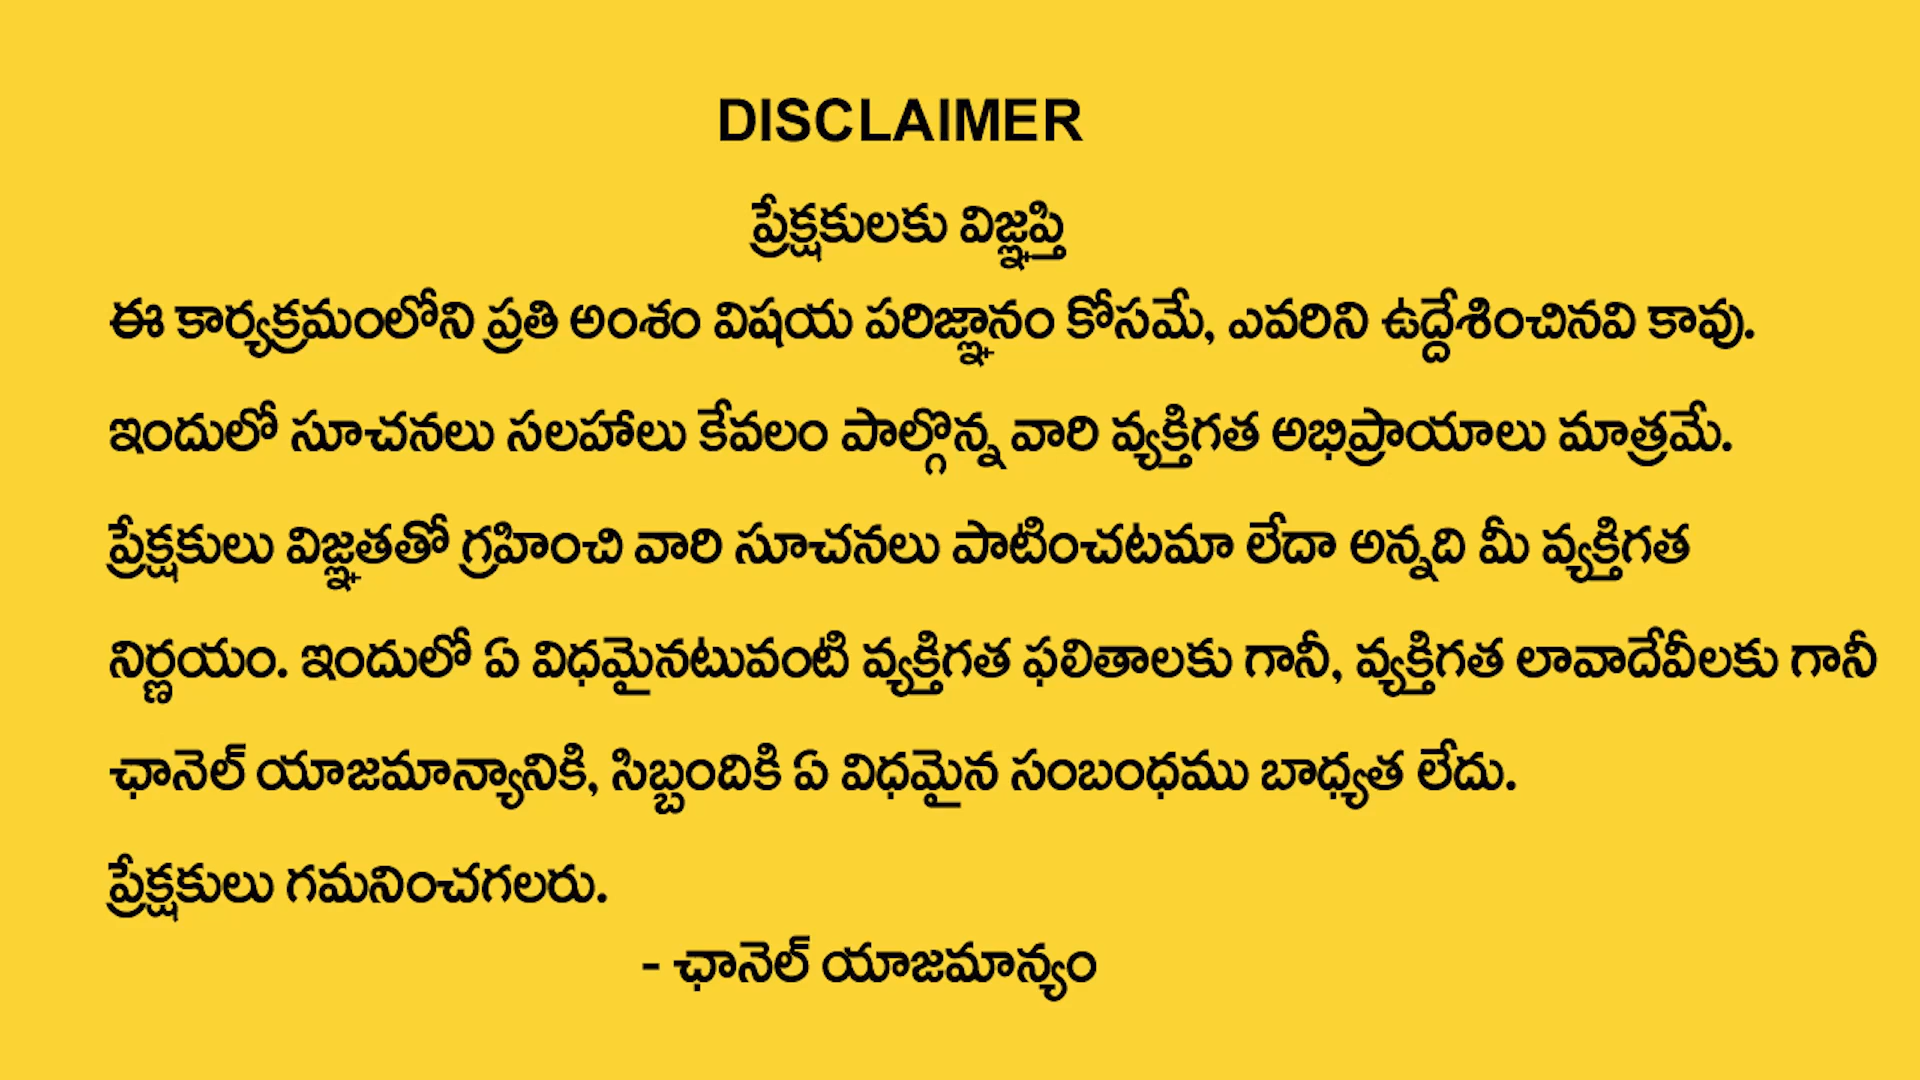 DISCLAIMER
ప్రేక్షకులకు విజ్ఞప్తి
ఈ కార్యక్రమంలోని ప్రతి అంశం విషయ పరిజ్ఞానం కోసమే, ఎవరిని ఉద్దేశించినవి కావు.
ఇందులో సూచనలు సలహాలు కేవలం పాల్గొన్న వారి వ్యక్తిగత అభిప్రాయాలు మాత్రమే.
ప్రేక్షకులు విజ్ఞతతో గ్రహించి వారి సూచనలు పాటించటమా లేదా అన్నది మీ వ్యక్తిగత
నిర్ణయం. ఇందులో ఏ విధమైనటువంటి వ్యక్తిగత ఫలితాలకు గానీ, వ్యక్తిగత లావాదేవీలకు గానీ
ఛానెల్ యాజమాన్యానికి, సిబ్బందికి ఏ విధమైన సంబంధము బాధ్యత లేదు.
ప్రేక్షకులు గమనించగలరు.
- ఛానెల్ యాజమాన్యం